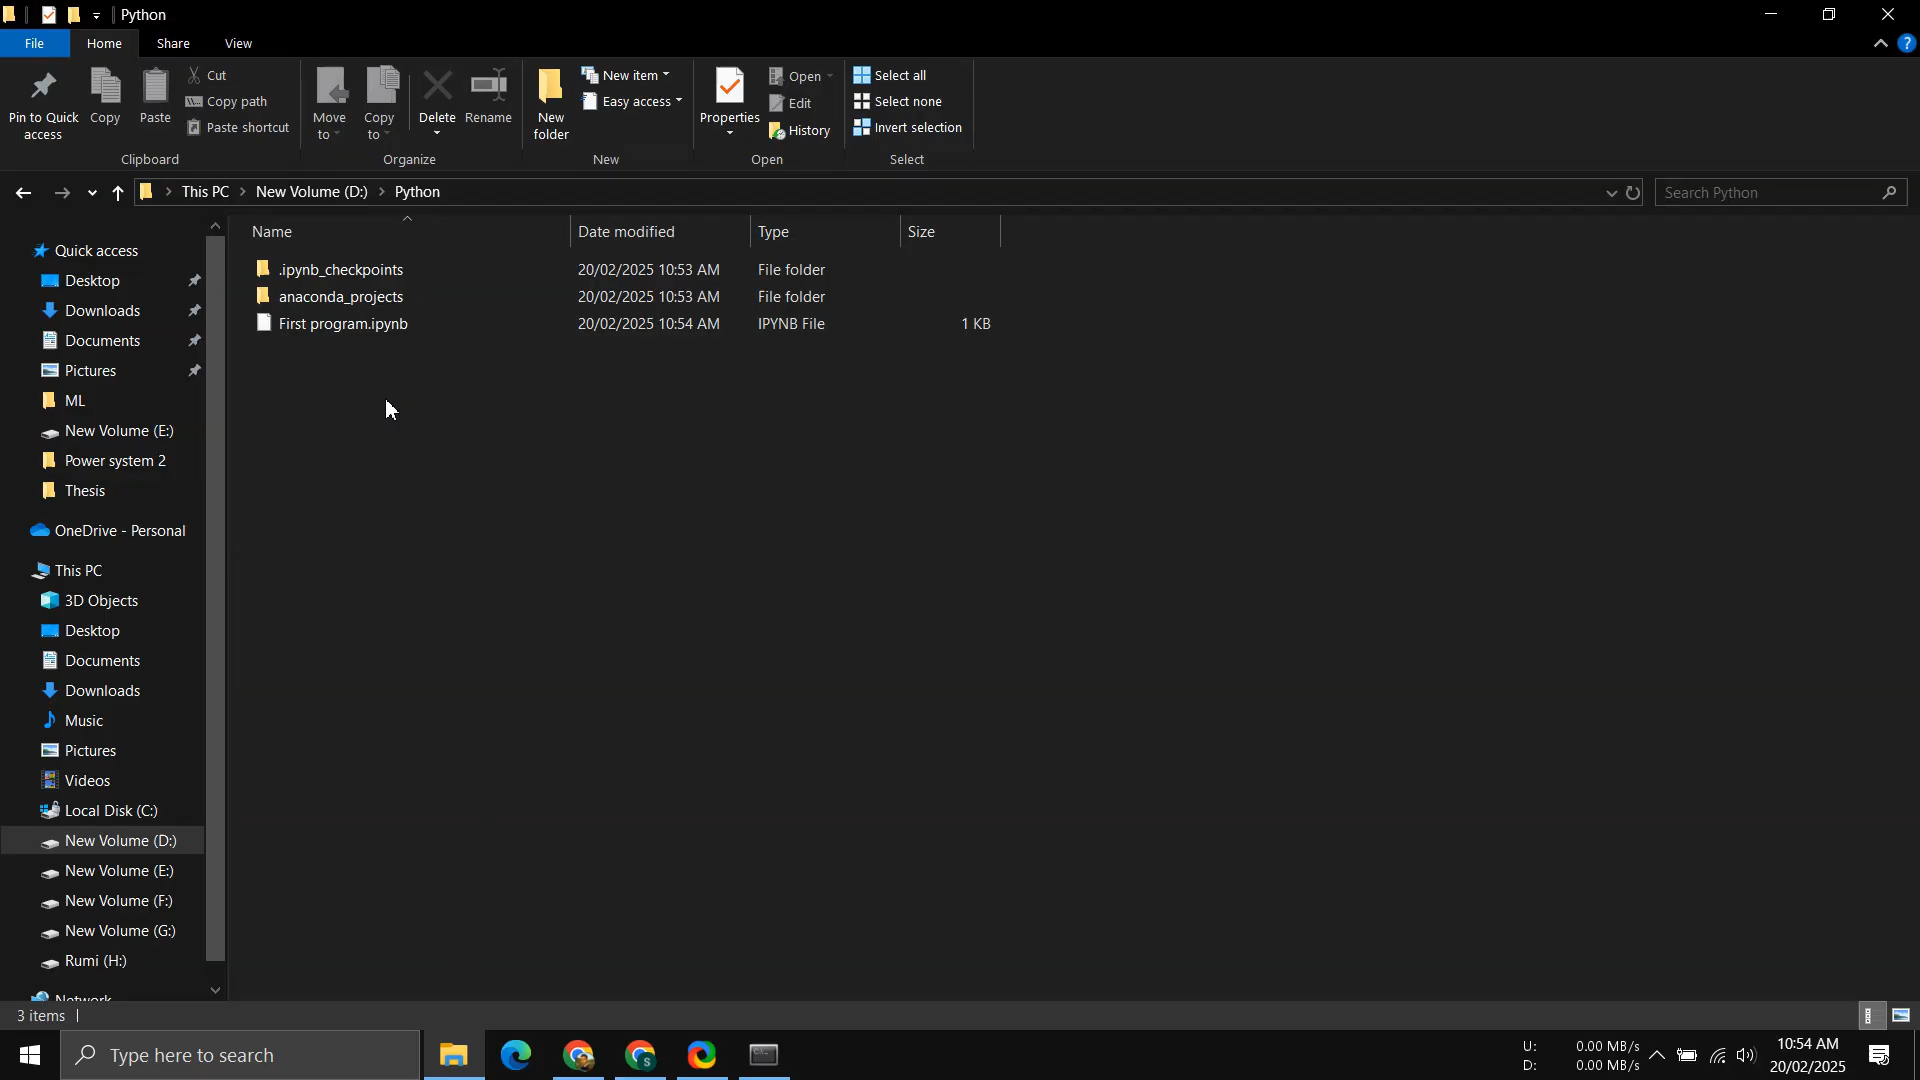 Python
File Home Share View
Pin to Quick access
Copy
Paste
Cut
Copy path
Paste shortcut
Clipboard
Move to
Copy to
Delete
Rename
Organize
New folder
New item
Easy access
New
Properties
Open
Edit
History
Open
Select all
Select none
Invert selection
Select
This PC > New Volume (D:) > Python
Search Python
Name Date modified Type Size
.ipynb_checkpoints 20/02/2025 10:53 AM File folder
anaconda_projects 20/02/2025 10:53 AM File folder
First program.ipynb 20/02/2025 10:54 AM IPYNB File 1 KB
Quick access
Desktop
Downloads
Documents
Pictures
ML
New Volume (E:)
Power system 2
Thesis
OneDrive - Personal
This PC
3D Objects
Desktop
Documents
Downloads
Music
Pictures
Videos
Local Disk (C:)
New Volume (D:)
New Volume (E:)
New Volume (F:)
New Volume (G:)
Rumi (H:)
Network
3 items
Type here to search
U: 0.00 MB/s
D: 0.00 MB/s
10:54 AM
20/02/2025